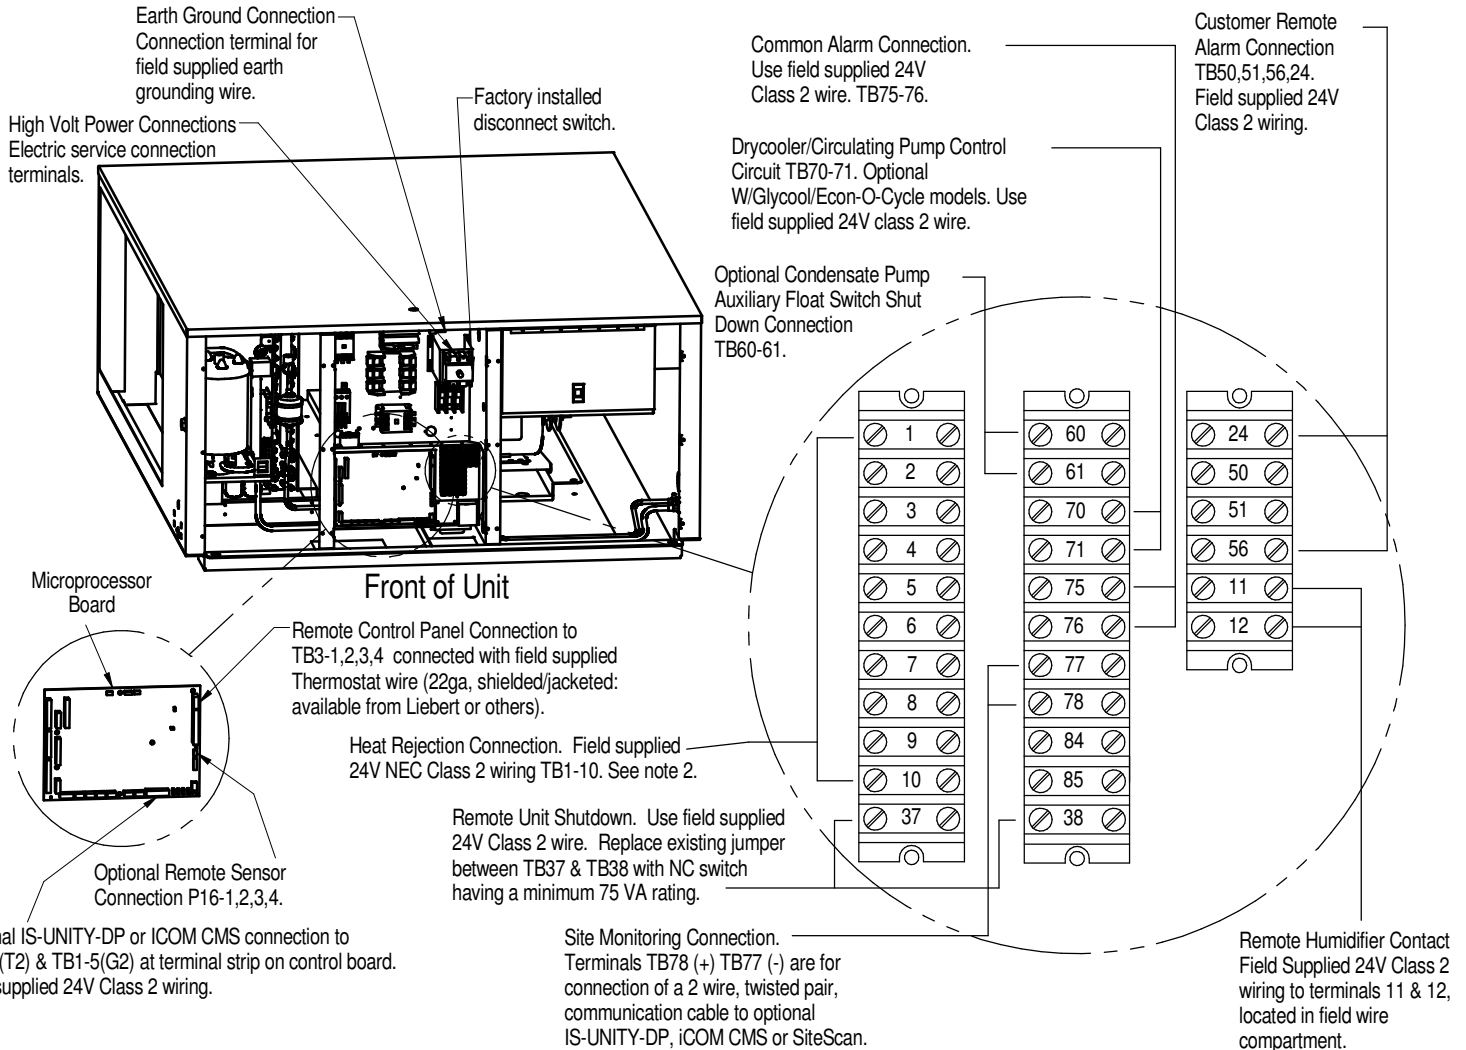 Earth Ground Connection
Connection terminal for
field supplied earth
grounding wire.
High Volt Power Connections
Electric service connection
terminals.
Factory installed
disconnect switch.
Common Alarm Connection.
Use field supplied 24V
Class 2 wire. TB75-76.
Customer Remote
Alarm Connection
TB50,51,56,24.
Field supplied 24V
Class 2 wiring.
Drycooler/Circulating Pump Control
Circuit TB70-71. Optional
W/Glycool/Econ-O-Cycle models. Use
field supplied 24V class 2 wire.
Optional Condensate Pump
Auxiliary Float Switch Shut
Down Connection
TB60-61.
1
2
3
4
5
6
7
8
9
10
37
60
61
70
71
75
76
77
78
84
85
38
24
50
51
56
11
12
Front of Unit
Microprocessor
Board
Remote Control Panel Connection to
TB3-1,2,3,4 connected with field supplied
Thermostat wire (22ga, shielded/jacketed:
available from Liebert or others).
Heat Rejection Connection. Field supplied
24V NEC Class 2 wiring TB1-10. See note 2.
Remote Unit Shutdown. Use field supplied
24V Class 2 wire. Replace existing jumper
between TB37 & TB38 with NC switch
having a minimum 75 VA rating.
Optional Remote Sensor
Connection P16-1,2,3,4.
IS-UNITY-DP or ICOM CMS connection to
(T2) & TB1-5(G2) at terminal strip on control board.
supplied 24V Class 2 wiring.
Site Monitoring Connection.
Terminals TB78 (+) TB77 (-) are for
connection of a 2 wire, twisted pair,
communication cable to optional
IS-UNITY-DP, iCOM CMS or SiteScan.
Remote Humidifier Contact
Field Supplied 24V Class 2
wiring to terminals 11 & 12,
located in field wire
compartment.